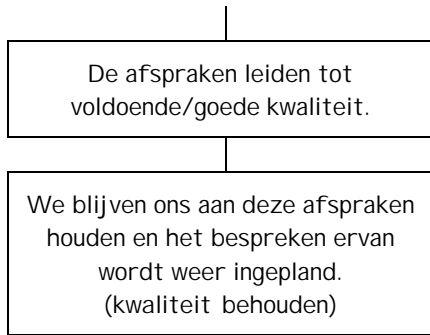 De afspraken leiden tot
voldoende/goede kwaliteit.
We blijven ons aan deze afspraken
houden en het bespreken ervan
wordt weer ingepland.
(kwaliteit behouden)